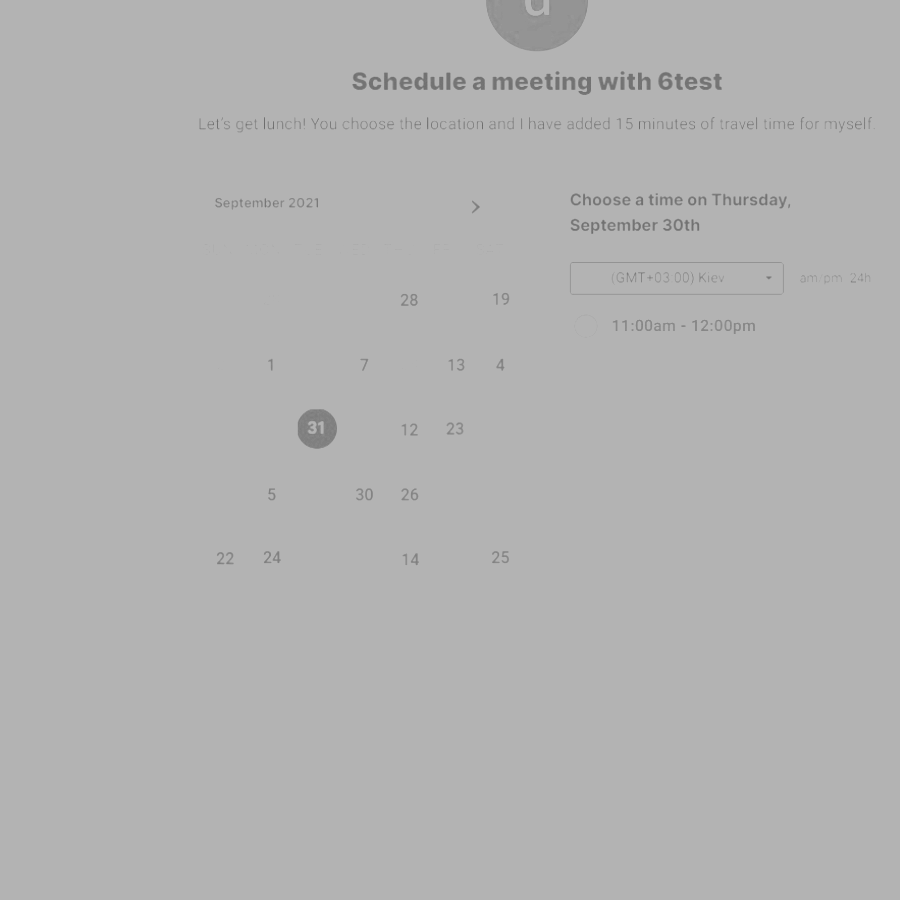 d
Schedule a meeting with 6test
Let's get lunch! You choose the location and I have added 15 minutes of travel time for myself.
September 2021
Choose a time on Thursday,
September 30th
(GMT+03:00) Kiev
am/pm 24h
11:00am - 12:00pm
28 19
1 7 13 4
31 12 23
5 30 26
22 24 14 25